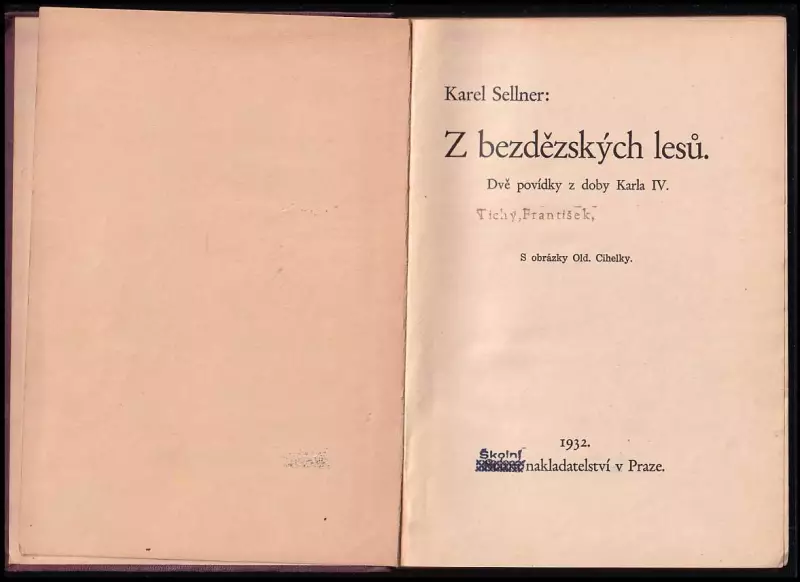 Karel Sellner:
Z bezdězských lesů.
Dvě povídky z doby Karla IV.
Tichý, František,
S obrázky Old. Cihelky.
1932.
Školní
nakladatelství v Praze.